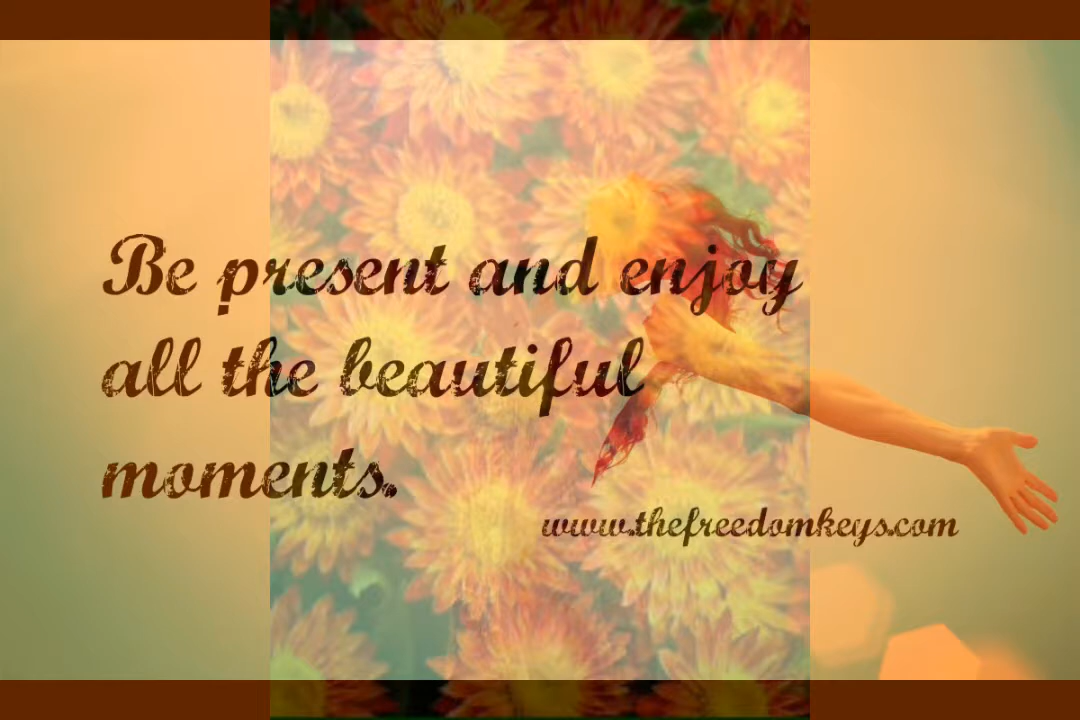 Be present and enjoy
all the beautiful
moments.
www.thefreedomkeys.com